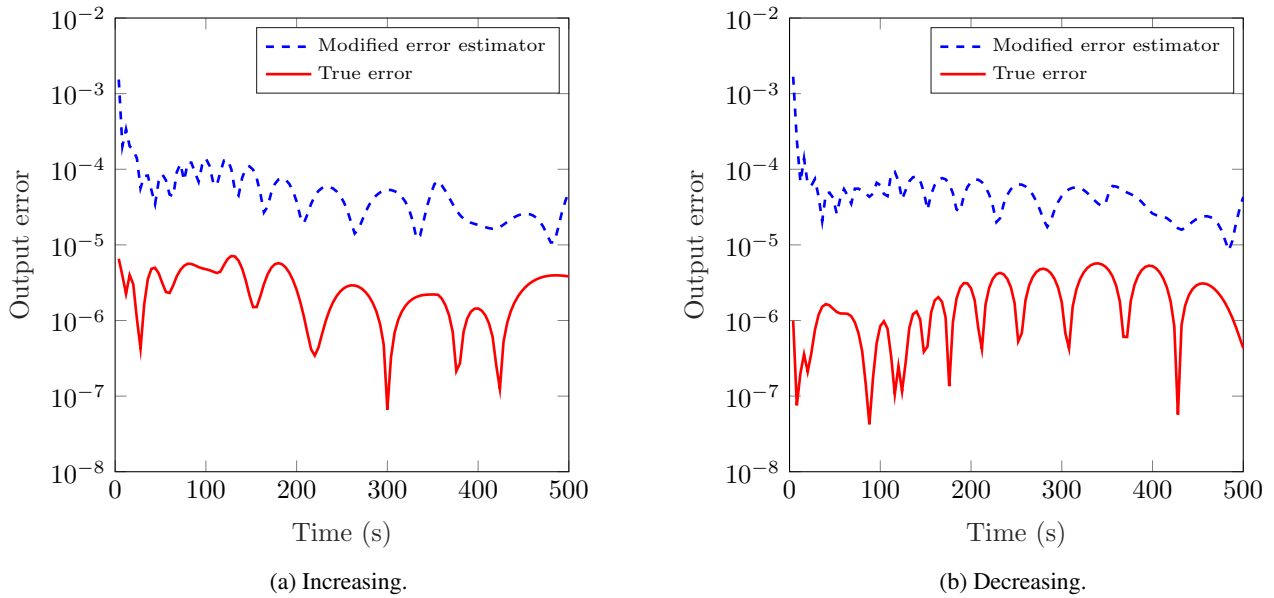 10^{-2}
10^{-3}
10^{-4}
10^{-5}
10^{-6}
10^{-7}
10^{-8}
Output error
Modified error estimator
True error
0 100 200 300 400 500
Time (s)
(a) Increasing.
10^{-2}
10^{-3}
10^{-4}
10^{-5}
10^{-6}
10^{-7}
10^{-8}
Output error
Modified error estimator
True error
0 100 200 300 400 500
Time (s)
(b) Decreasing.